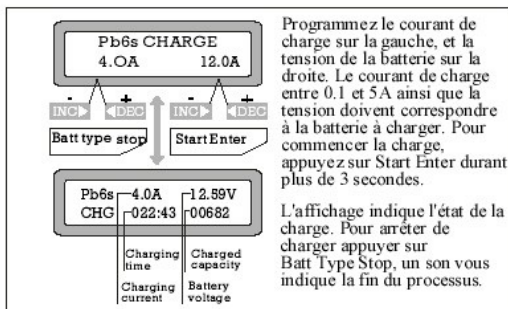 Pb6s CHARGE
4.OA 12.0A
- + - +
INC DEC INC DEC
Batt type stop Start Enter
Pb6s 4.0A 12.59V
CHG 022:43 00682
Charging time Charged capacity
Charging current Battery voltage
Programmez le courant de
charge sur la gauche, et la
tension de la batterie sur la
droite. Le courant de charge
entre 0.1 et 5A ainsi que la
tension doivent correspondre
à la batterie à charger. Pour
commencer la charge,
appuyez sur Start Enter durant
plus de 3 secondes.
L'affichage indique l'état de la
charge. Pour arrêter de
charger appuyer sur
Batt Type Stop, un son vous
indique la fin du processus.